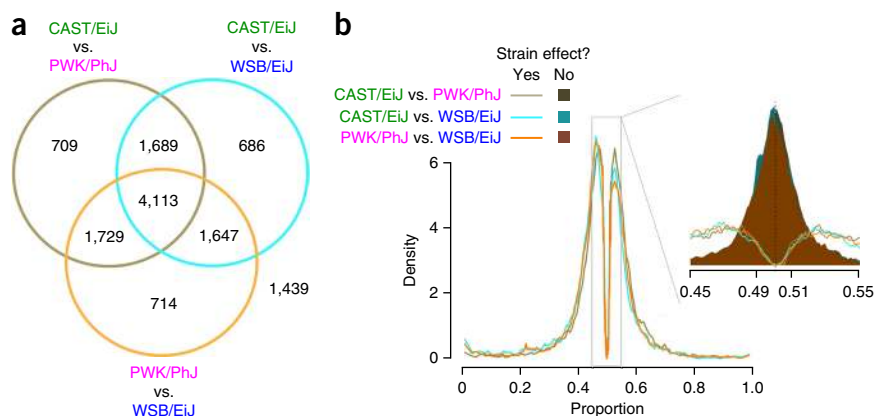 a
CAST/EiJ
vs.
PWK/PhJ
CAST/EiJ
vs.
WSB/EiJ
709
1,689
686
4,113
1,729
1,647
714
1,439
PWK/PhJ
vs.
WSB/EiJ
b
Strain effect?
Yes No
CAST/EiJ vs. PWK/PhJ
CAST/EiJ vs. WSB/EiJ
PWK/PhJ vs. WSB/EiJ
Density
6
4
2
0
0 0.2 0.4 0.6 0.8 1.0
Proportion
0.45 0.49 0.51 0.55